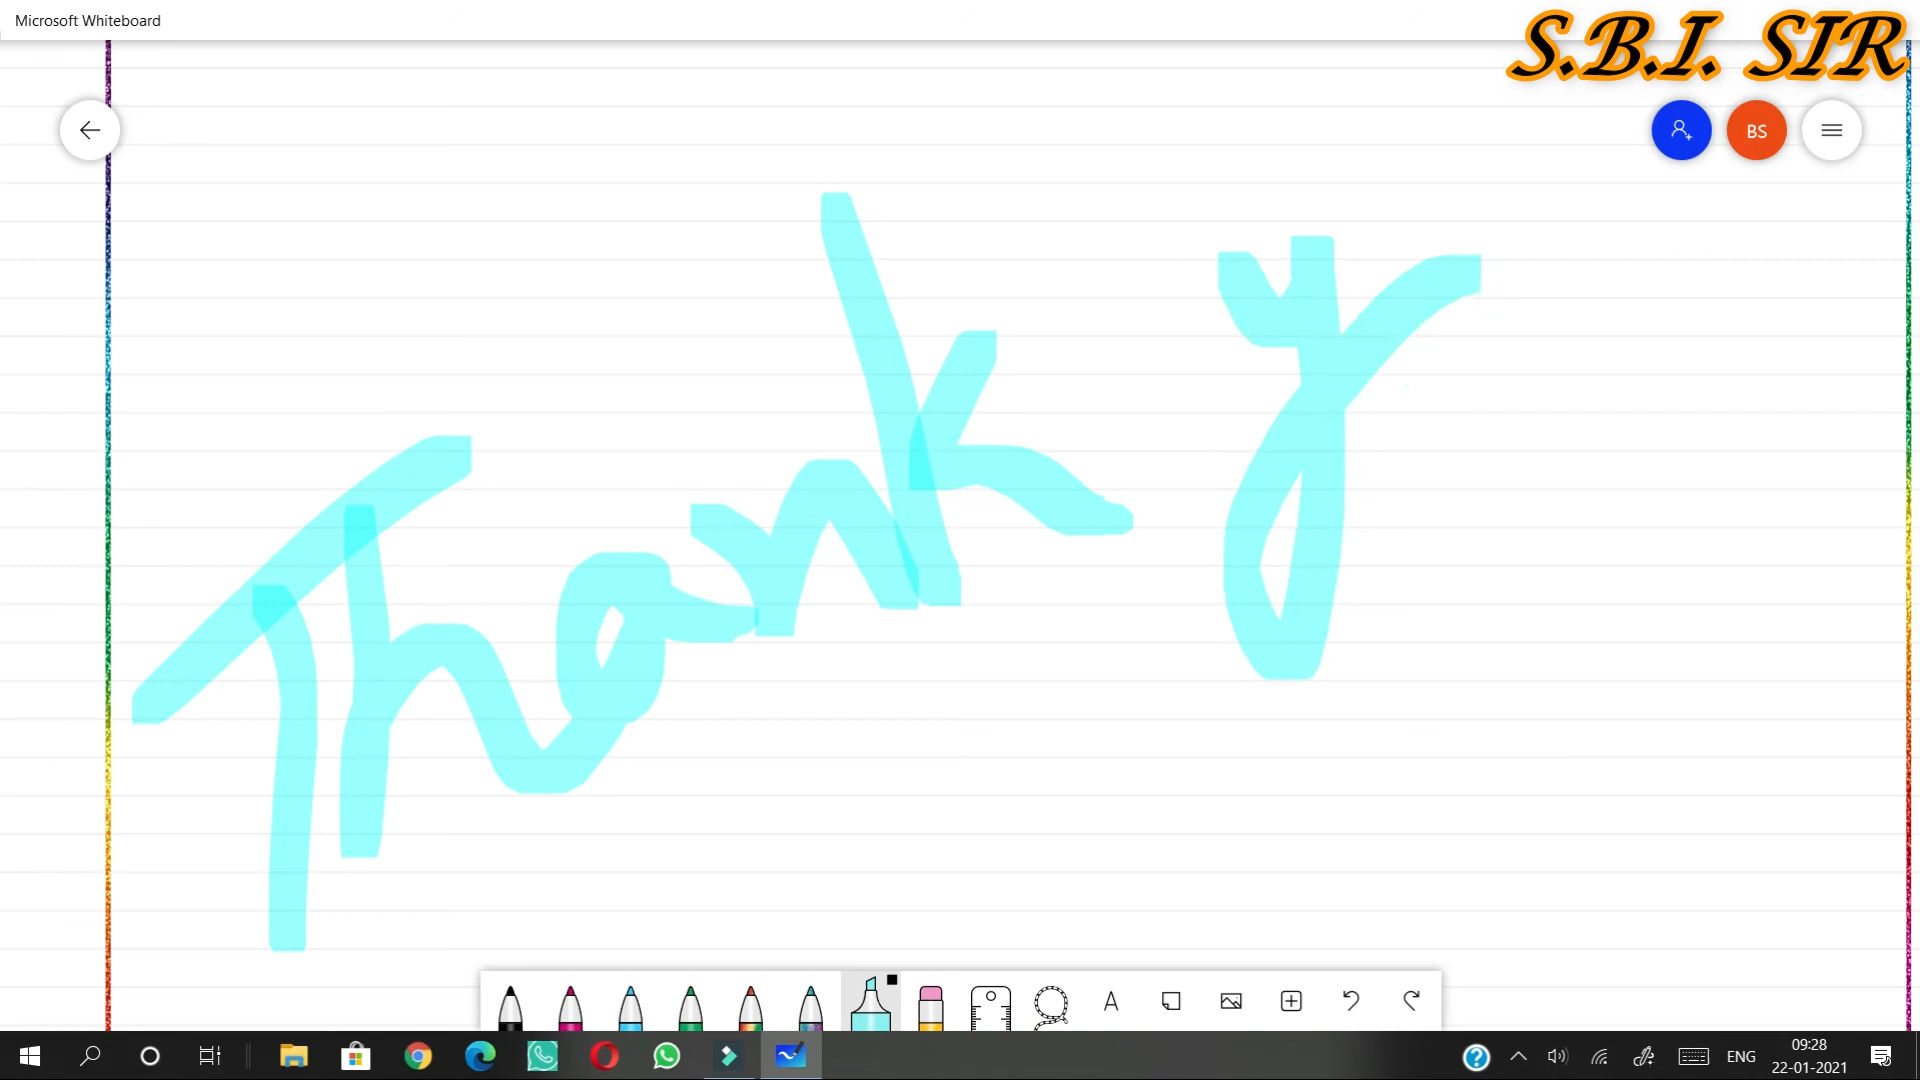 Microsoft Whiteboard
S.B.I. SIR
BS
Thank y
A
ENG
09:28
22-01-2021